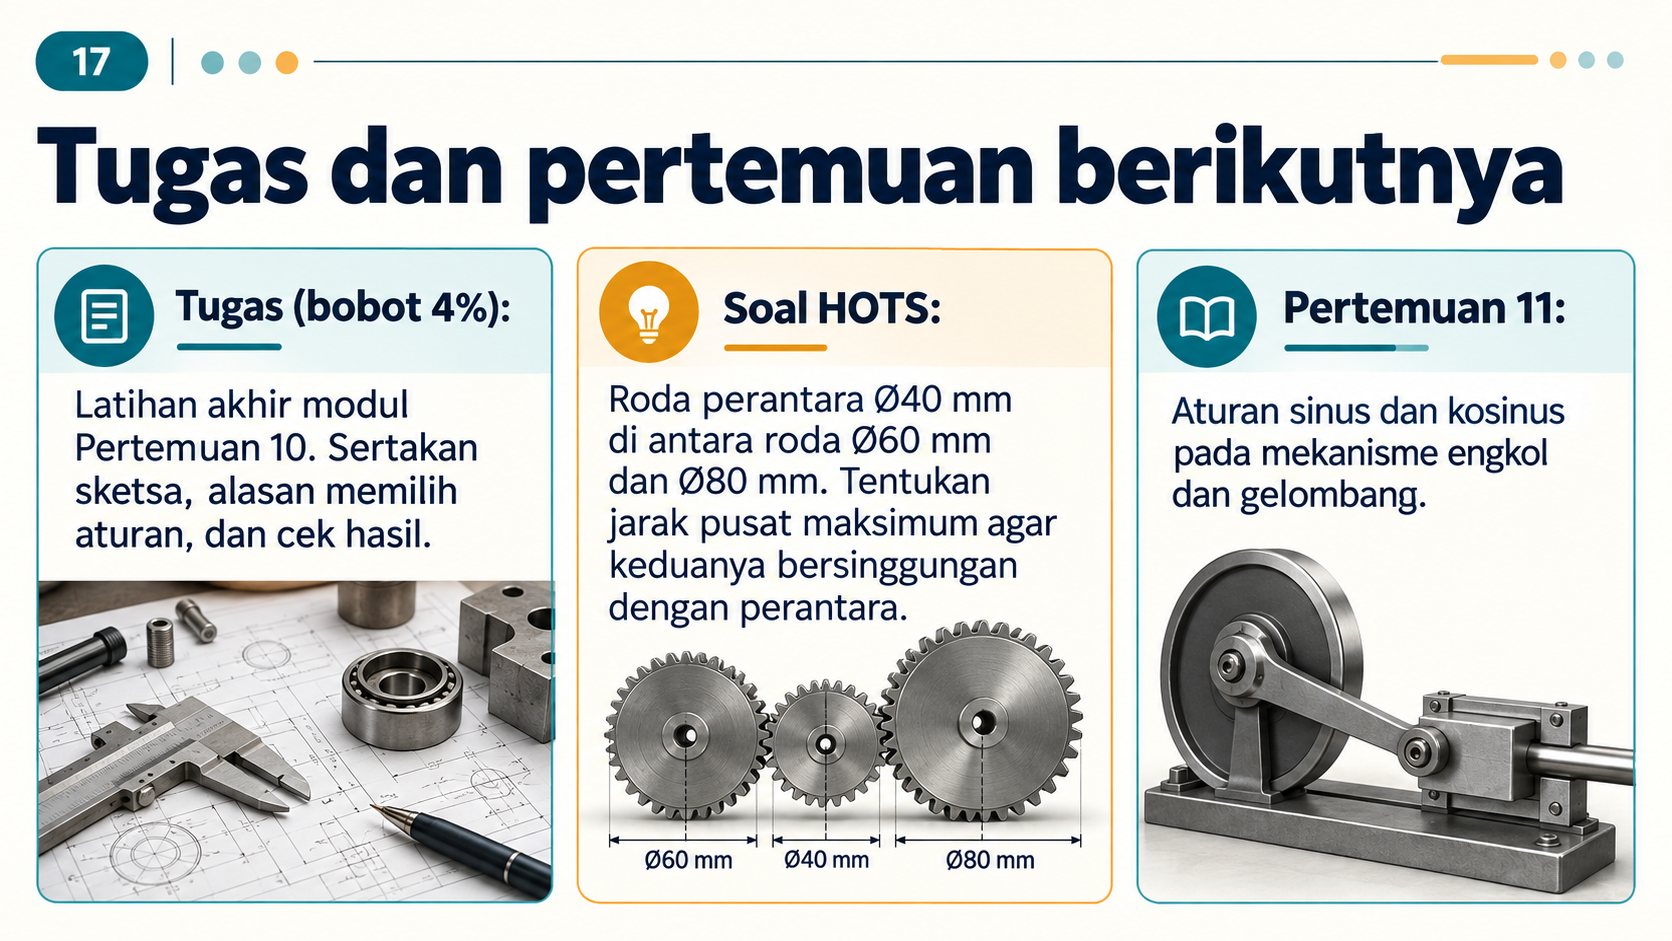 17
Tugas dan pertemuan berikutnya
Tugas (bobot 4%):
Latihan akhir modul
Pertemuan 10. Sertakan
sketsa, alasan memilih
aturan, dan cek hasil.
Soal HOTS:
Roda perantara Ø40 mm
di antara roda Ø60 mm
dan Ø80 mm. Tentukan
jarak pusat maksimum agar
keduanya bersinggungan
dengan perantara.
Ø60 mm
Ø40 mm
Ø80 mm
Pertemuan 11:
Aturan sinus dan kosinus
pada mekanisme engkol
dan gelombang.